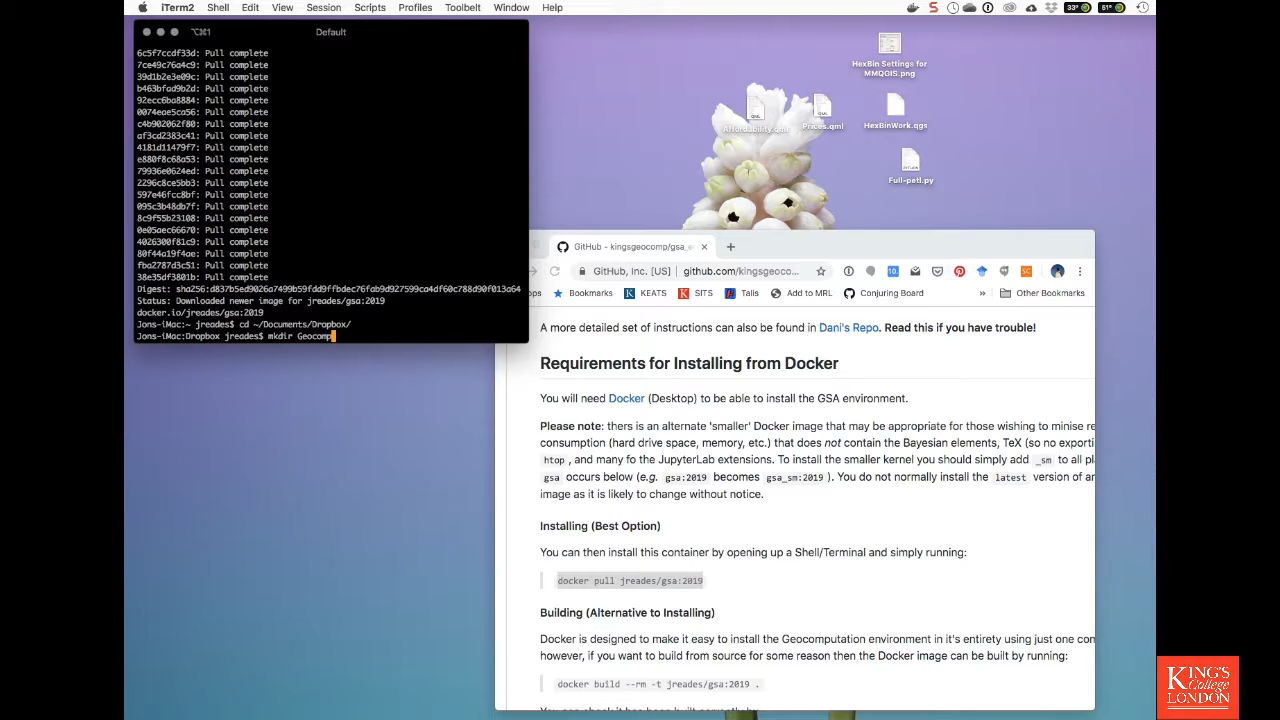 iTerm2 Shell Edit View Session Scripts Profiles Toolbelt Window Help
33° 51°
⌥⌘1 Default
6c5f7ccdf33d: Pull complete
7ce49c76a4c9: Pull complete
39d1b2e3e09c: Pull complete
b463bfad9b2d: Pull complete
92ecc6ba8884: Pull complete
0074eae5ca56: Pull complete
c4b902062f80: Pull complete
af3cd2383c41: Pull complete
4181d11479f7: Pull complete
e880f8c68a53: Pull complete
79936e0624ed: Pull complete
2296c8ce5bb3: Pull complete
597e46fcc8bf: Pull complete
095c3b48db7f: Pull complete
8c9f55b23108: Pull complete
0e05aec66670: Pull complete
4026300f81c9: Pull complete
80f44a19f4ae: Pull complete
fba2787d3c51: Pull complete
38e35df3801b: Pull complete
Digest: sha256:d837b5ed9026a7499b59fdd9ffbdec76fab9d927599ca4df60c788d90f013a64
Status: Downloaded newer image for jreades/gsa:2019
docker.io/jreades/gsa:2019
Jons-iMac:~ jreades$ cd ~/Documents/Dropbox/
Jons-iMac:Dropbox jreades$ mkdir Geocomp
HexBin Settings for
MMQGIS.png
QML
Affordability.qml
QML
Prices.qml
HexBinWork.qgs
Full-petl.py
GitHub - kingsgeocomp/gsa_e
GitHub, Inc. [US] | github.com/kingsgeoco...
ops Bookmarks KEATS SITS Talis World Clock Conjuring Board Other Bookmarks
A more detailed set of instructions can also be found in Dani's Repo. Read this if you have trouble!
Requirements for Installing from Docker
You will need Docker (Desktop) to be able to install the GSA environment.
Please note: thers is an alternate 'smaller' Docker image that may be appropriate for those wishing to minise re
consumption (hard drive space, memory, etc.) that does not contain the Bayesian elements, TeX (so no exporti
htop , and many fo the JupyterLab extensions. To install the smaller kernel you should simply add _sm to all pl
gsa occurs below (e.g. gsa:2019 becomes gsa_sm:2019 ). You do not normally install the latest version of ar
image as it is likely to change without notice.
Installing (Best Option)
You can then install this container by opening up a Shell/Terminal and simply running:
docker pull jreades/gsa:2019
Building (Alternative to Installing)
Docker is designed to make it easy to install the Geocomputation environment in it's entirety using just one con
however, if you want to build from source for some reason then the Docker image can be built by running:
docker build --rm -t jreades/gsa:2019 .
KING'S
College
LONDON